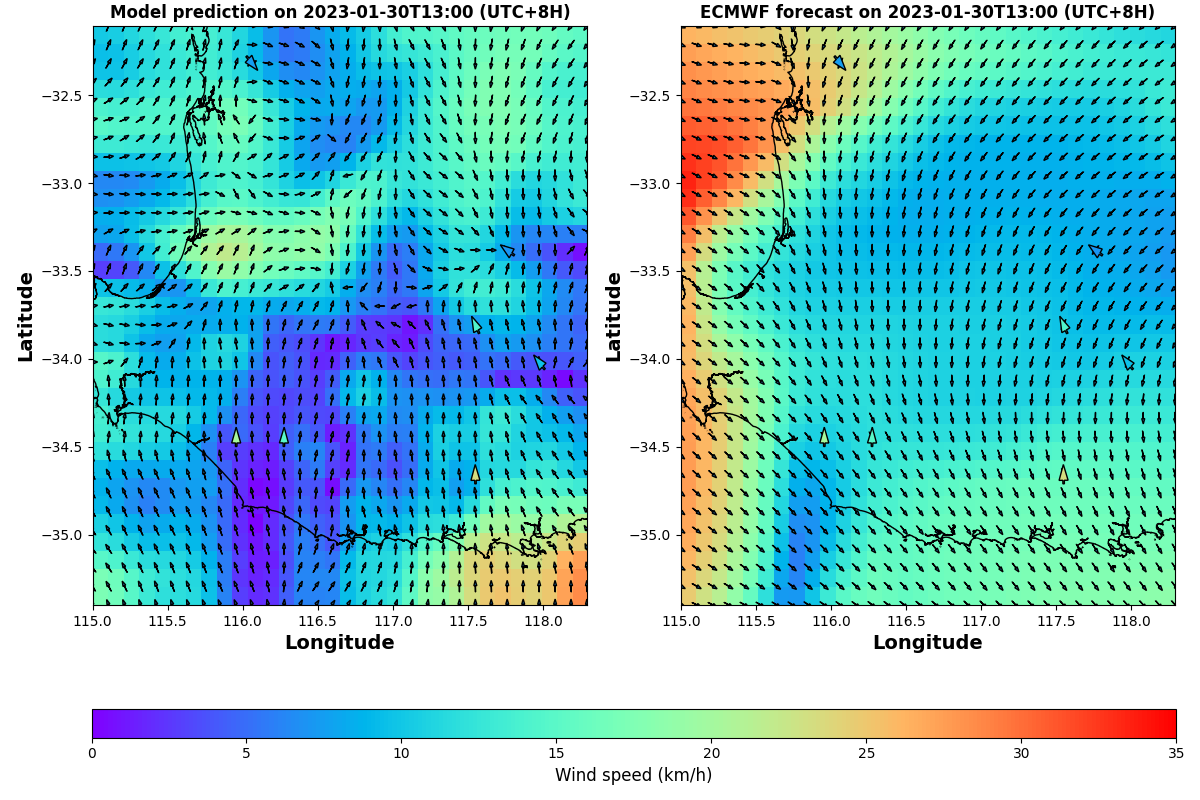 Model prediction on 2023-01-30T13:00 (UTC+8H)
ECMWF forecast on 2023-01-30T13:00 (UTC+8H)
Latitude
−32.5
−33.0
−33.5
−34.0
−34.5
−35.0
115.0 115.5 116.0 116.5 117.0 117.5 118.0
Longitude
Latitude
−32.5
−33.0
−33.5
−34.0
−34.5
−35.0
115.0 115.5 116.0 116.5 117.0 117.5 118.0
Longitude
0 5 10 15 20 25 30 35
Wind speed (km/h)